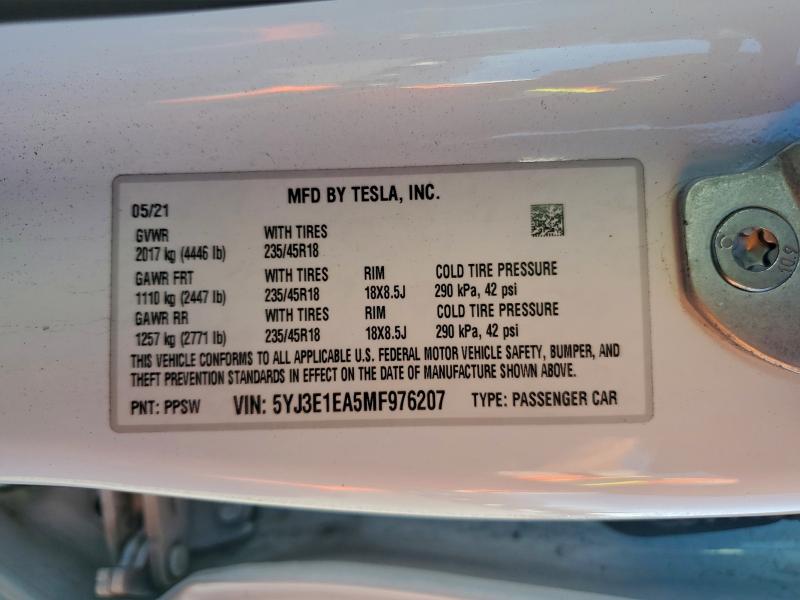 MFD BY TESLA, INC.
05/21
GVWR WITH TIRES
2017 kg (4446 lb) 235/45R18
GAWR FRT WITH TIRES RIM COLD TIRE PRESSURE
1110 kg (2447 lb) 235/45R18 18X8.5J 290 kPa, 42 psi
GAWR RR WITH TIRES RIM COLD TIRE PRESSURE
1257 kg (2771 lb) 235/45R18 18X8.5J 290 kPa, 42 psi
THIS VEHICLE CONFORMS TO ALL APPLICABLE U.S. FEDERAL MOTOR VEHICLE SAFETY, BUMPER, AND
THEFT PREVENTION STANDARDS IN EFFECT ON THE DATE OF MANUFACTURE SHOWN ABOVE.
PNT: PPSW VIN: 5YJ3E1EA5MF976207 TYPE: PASSENGER CAR
10.9